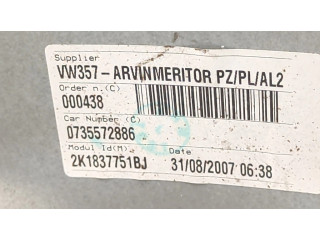 Supplier
VW357-ARVINMERITOR PZ/PL/AL2
Order n.(C)
000438
Car Number (C)
0735572886
Modul Id(M). Date
2K1837751BJ 31/08/2007 06:38